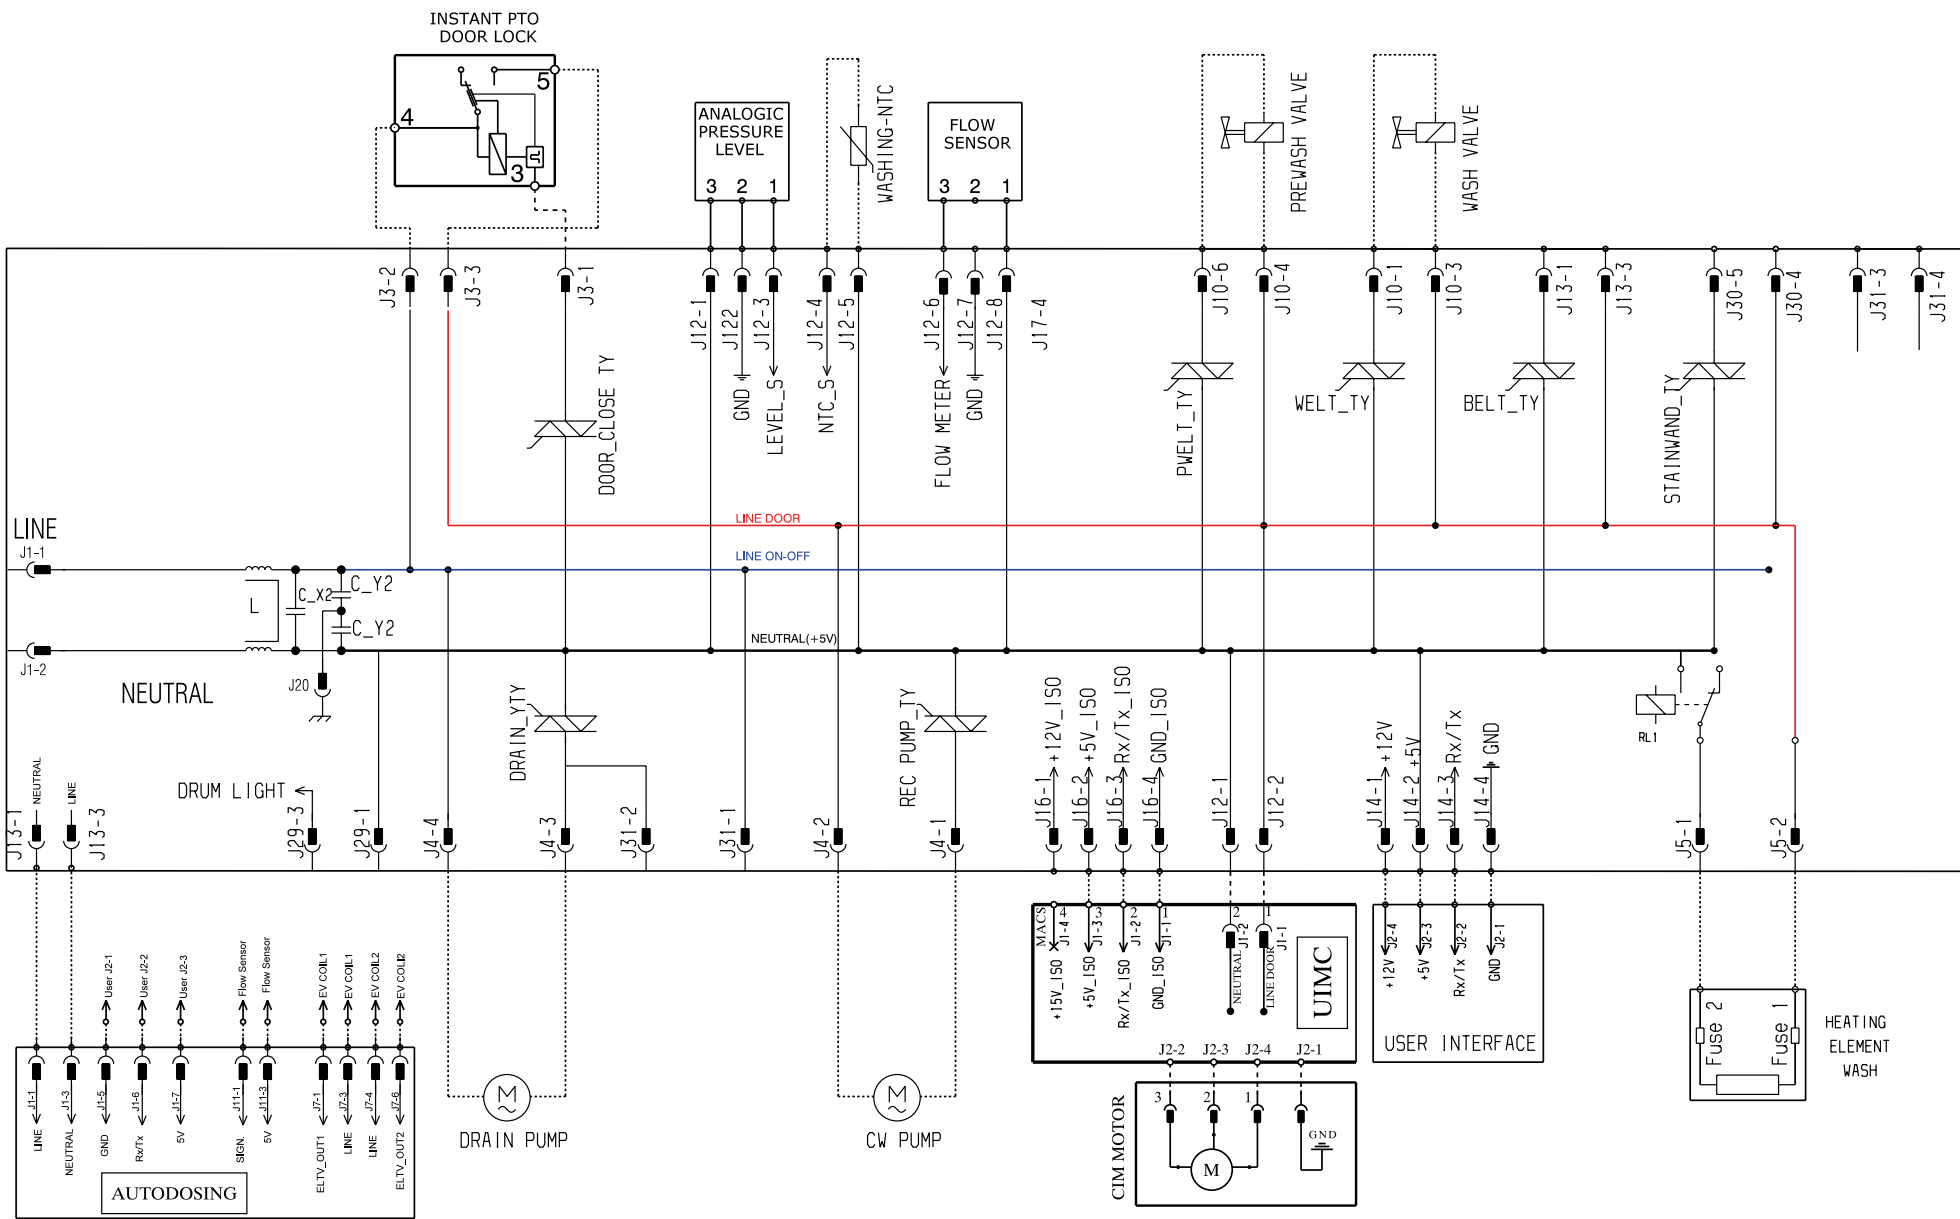 INSTANT PTO
DOOR LOCK
5
4
3
ANALOGIC
PRESSURE
LEVEL
3 2 1
WASHING-NTC
FLOW
SENSOR
3 2 1
PREWASH VALVE
WASH VALVE
J3-2
J3-3
J3-1
J12-1
J122
J12-3
J12-4
J12-5
J12-6
J12-7
J12-8
J17-4
J10-6
J10-4
J10-1
J10-3
J13-1
J13-3
J30-5
J30-4
J31-3
J31-4
DOOR_CLOSE TY
GND
LEVEL_S
NTC_S
FLOW METER
GND
PWELT_TY
WELT_TY
BELT_TY
STAINWAND_TY
LINE
J1-1
LINE DOOR
LINE ON-OFF
L
C_X2
C_Y2
C_Y2
NEUTRAL(+5V)
J1-2
NEUTRAL
J20
DRAIN_YTY
REC PUMP_TY
RL1
NEUTRAL
LINE
J13-1
J13-3
DRUM LIGHT
J29-3
J29-1
J4-4
J4-3
J31-2
J31-1
J4-2
J4-1
J16-1 +12V_ISO
J16-2 +5V_ISO
J16-3 Rx/Tx_ISO
J16-4 GND_ISO
J12-1
J12-2
J14-1 +12V
J14-2 +5V
J14-3 Rx/Tx
J14-4 GND
J5-1
J5-2
MACS
4 3 2 1 2 1
J1-4
J1-3
J1-2
J1-1
J1-2
J1-1
+15V_ISO
+5V_ISO
Rx/Tx_ISO
GND_ISO
NEUTRAL
LINE DOOR
UIMC
J2-2 J2-3 J2-4 J2-1
J2-4
J2-3
J2-2
J2-1
+12V
+5V
Rx/Tx
GND
USER INTERFACE
Fuse 2
Fuse 1
HEATING
ELEMENT
WASH
CIM MOTOR
3 2 1
M
GND
M
DRAIN PUMP
M
CW PUMP
User J2-1
User J2-2
User J2-3
Flow Sensor
Flow Sensor
EV COIL1
EV COIL1
EV COIL2
EV COLI2
J1-1
J1-3
J1-5
J1-6
J1-7
J11-1
J11-3
J7-1
J7-3
J7-4
J7-6
LINE
NEUTRAL
GND
Rx/Tx
5V
SIGN.
5V
ELTV_OUT1
LINE
LINE
ELTV_OUT2
AUTODOSING